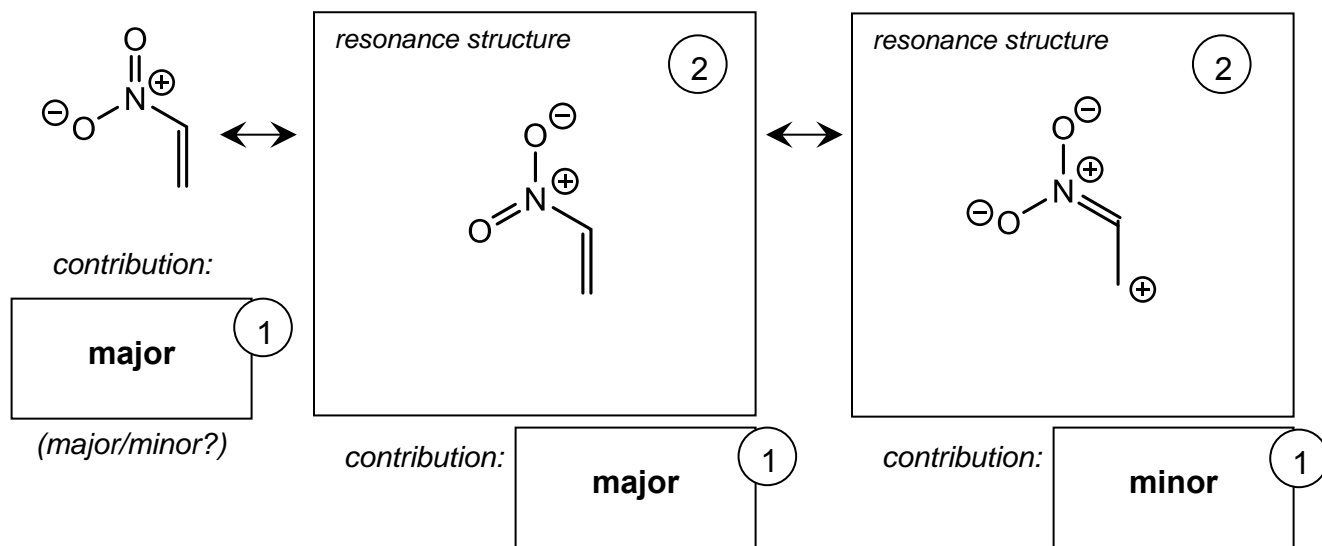 resonance structure
2
resonance structure
2
O
N
⊕
⊖
O
O
⊖
N
⊕
O
O
⊖
N
⊕
⊖
O
⊕
contribution:
major
1
(major/minor?)
contribution:
major
1
contribution:
minor
1